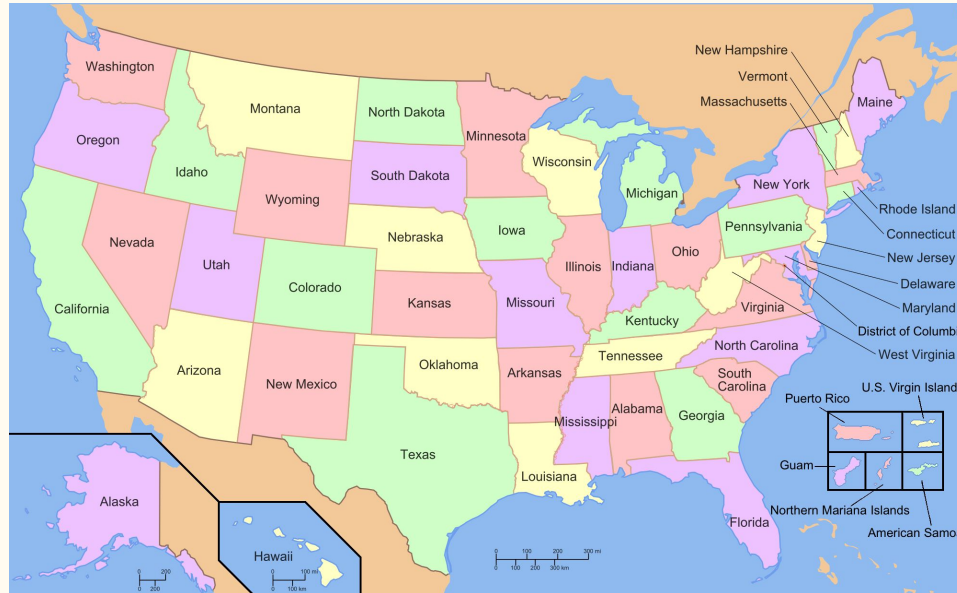 New Hampshire
Vermont
Massachusetts
Washington
Montana
North Dakota
Minnesota
Maine
Oregon
Idaho
South Dakota
Wisconsin
Michigan
New York
Wyoming
Rhode Island
Pennsylvania
Connecticut
Nevada
Nebraska
Iowa
New Jersey
Utah
Illinois
Indiana
Ohio
Delaware
California
Colorado
Kansas
Missouri
Kentucky
Virginia
Maryland
District of Columb
West Virginia
Arizona
New Mexico
Oklahoma
Arkansas
Tennessee
North Carolina
South
Carolina
U.S. Virgin Island
Puerto Rico
Texas
Louisiana
Mississippi
Alabama
Georgia
Guam
Northern Mariana Islands
American Samo
Florida
Alaska
Hawaii
0 100 200 300 mi
0 100 200 300 km
0 200
0 200
0 100 mi
0 100 km